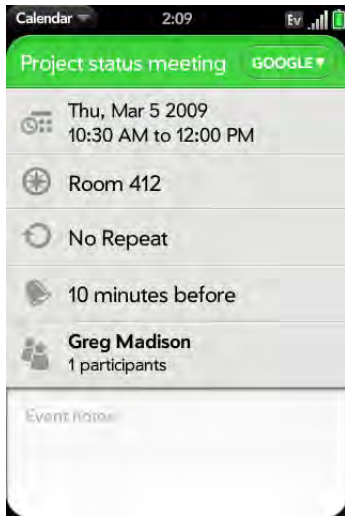 Calendar
2:09
Ev
Project status meeting
GOOGLE
Thu, Mar 5 2009
10:30 AM to 12:00 PM
Room 412
No Repeat
10 minutes before
Greg Madison
1 participants
Event notes